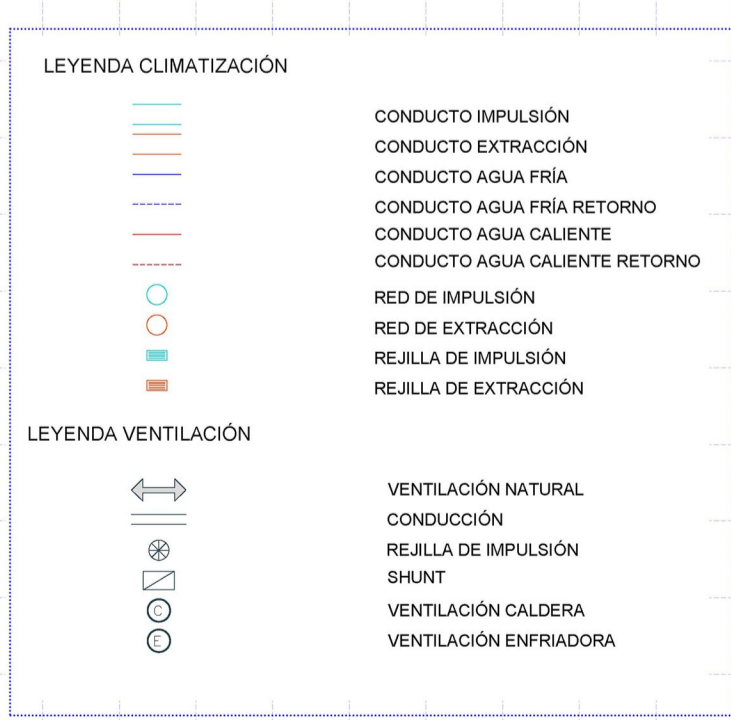 LEYENDA CLIMATIZACIÓN
CONDUCTO IMPULSIÓN
CONDUCTO EXTRACCIÓN
CONDUCTO AGUA FRÍA
CONDUCTO AGUA FRÍA RETORNO
CONDUCTO AGUA CALIENTE
CONDUCTO AGUA CALIENTE RETORNO
RED DE IMPULSIÓN
RED DE EXTRACCIÓN
REJILLA DE IMPULSIÓN
REJILLA DE EXTRACCIÓN
LEYENDA VENTILACIÓN
VENTILACIÓN NATURAL
CONDUCCIÓN
REJILLA DE IMPULSIÓN
SHUNT
C VENTILACIÓN CALDERA
E VENTILACIÓN ENFRIADORA